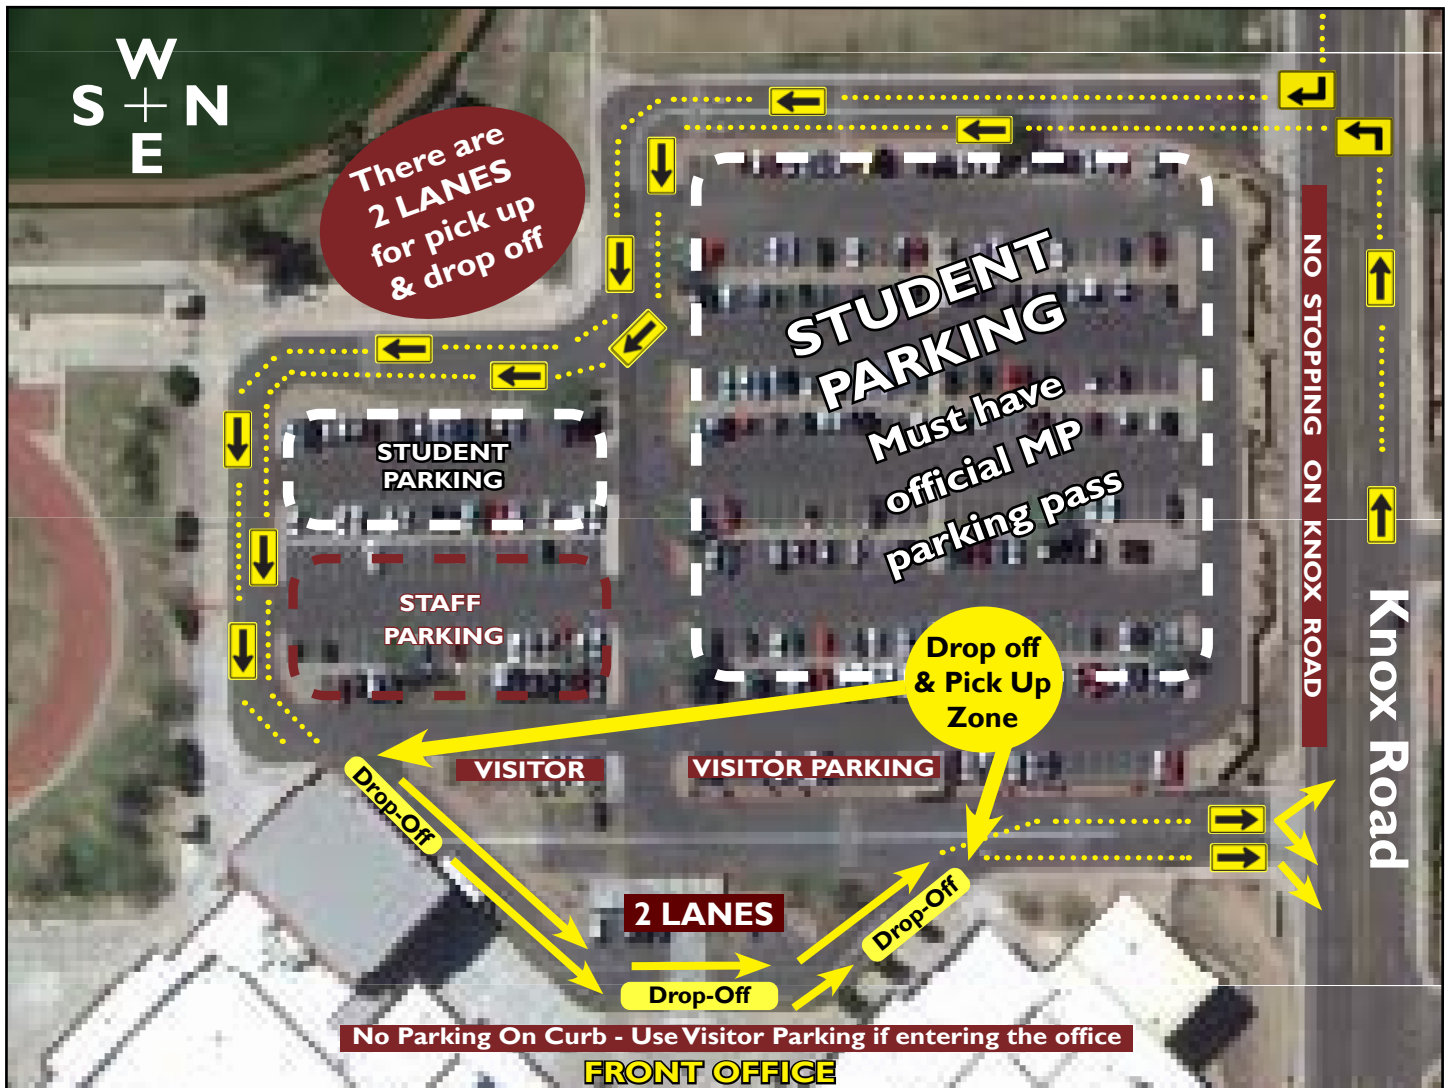 W
S N
E
There are
2 LANES
for pick up
& drop off
STUDENT
PARKING
Must have
official MP
parking pass
NO STOPPING ON KNOX ROAD
Knox Road
STUDENT
PARKING
STAFF
PARKING
Drop off
& Pick Up
Zone
VISITOR
VISITOR PARKING
Drop-Off
2 LANES
Drop-Off
Drop-Off
No Parking On Curb - Use Visitor Parking if entering the office
FRONT OFFICE